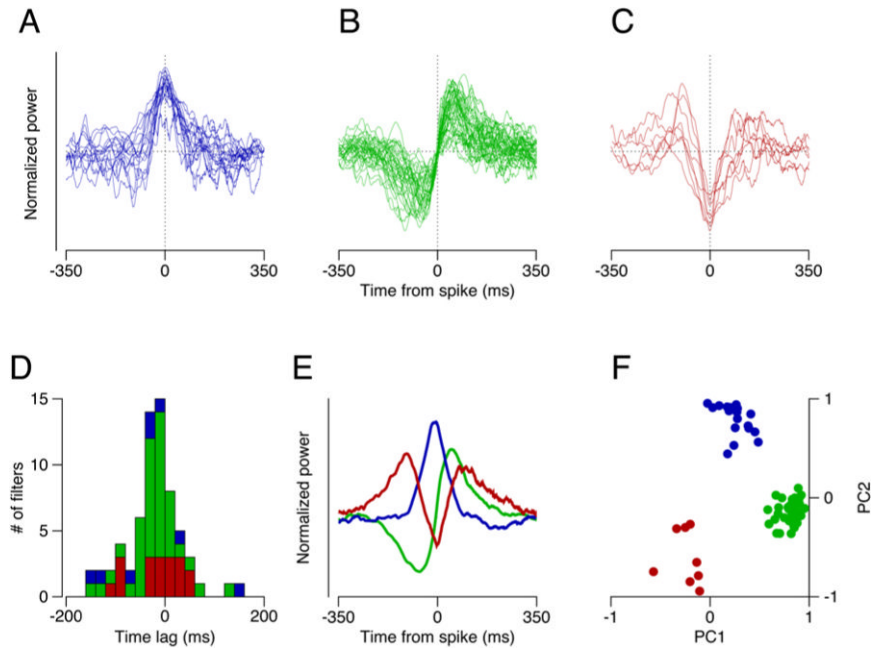 A
B
C
Normalized power
-350
0
350
-350
0
350
-350
0
350
Time from spike (ms)
D
E
F
# of filters
15
10
5
0
-200
0
200
Time lag (ms)
Normalized power
-350
0
350
Time from spike (ms)
1
0
-1
PC2
-1
0
1
PC1